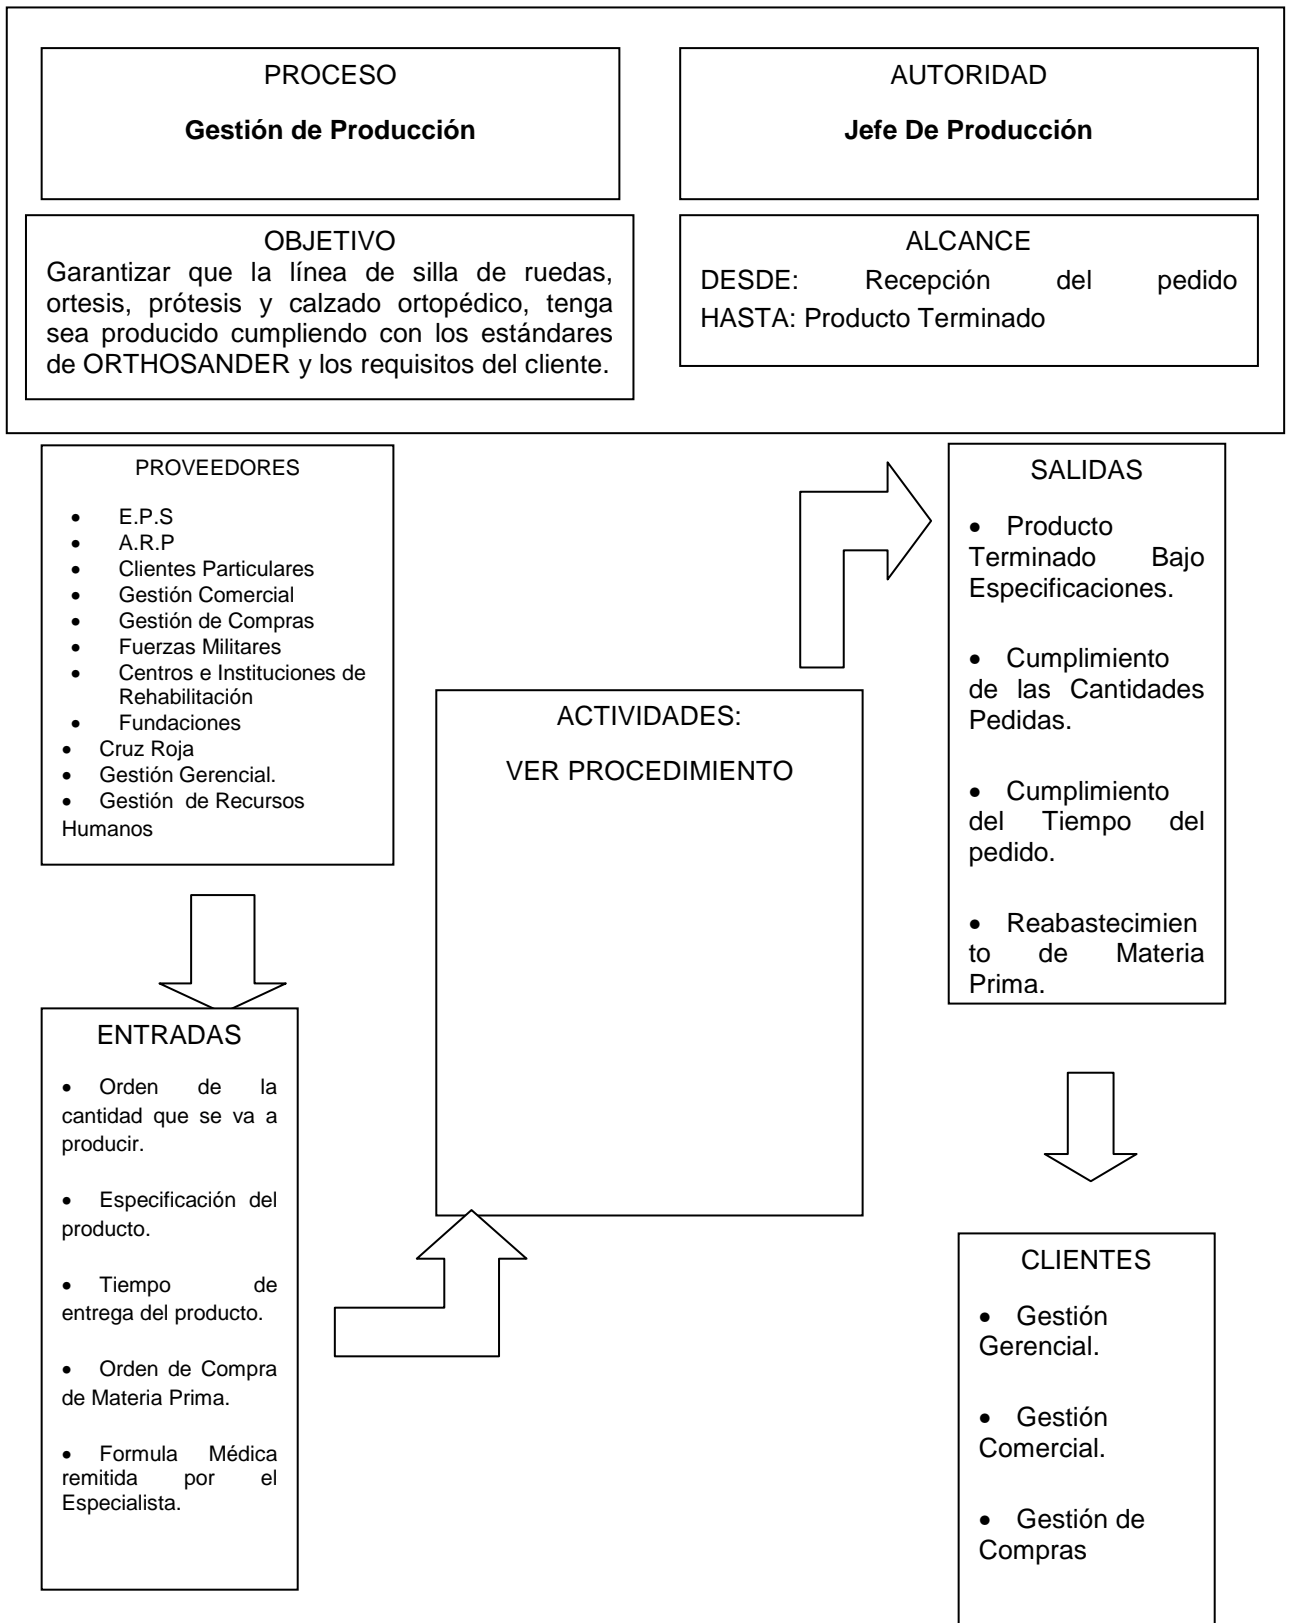 PROCESO
Gestión de Producción
AUTORIDAD
Jefe De Producción
OBJETIVO
Garantizar que la línea de silla de ruedas,
ortesis, prótesis y calzado ortopédico, tenga
sea producido cumpliendo con los estándares
de ORTHOSANDER y los requisitos del cliente.
ALCANCE
DESDE: Recepción del pedido
HASTA: Producto Terminado
PROVEEDORES
• E.P.S
• A.R.P
• Clientes Particulares
• Gestión Comercial
• Gestión de Compras
• Fuerzas Militares
• Centros e Instituciones de
Rehabilitación
• Fundaciones
• Cruz Roja
• Gestión Gerencial.
• Gestión de Recursos
Humanos
ENTRADAS
• Orden de la
cantidad que se va a
producir.
• Especificación del
producto.
• Tiempo de
entrega del producto.
• Orden de Compra
de Materia Prima.
• Formula Médica
remitida por el
Especialista.
ACTIVIDADES:
VER PROCEDIMIENTO
SALIDAS
• Producto
Terminado Bajo
Especificaciones.
• Cumplimiento
de las Cantidades
Pedidas.
• Cumplimiento
del Tiempo del
pedido.
• Reabastecimien
to de Materia
Prima.
CLIENTES
• Gestión
Gerencial.
• Gestión
Comercial.
• Gestión de
Compras